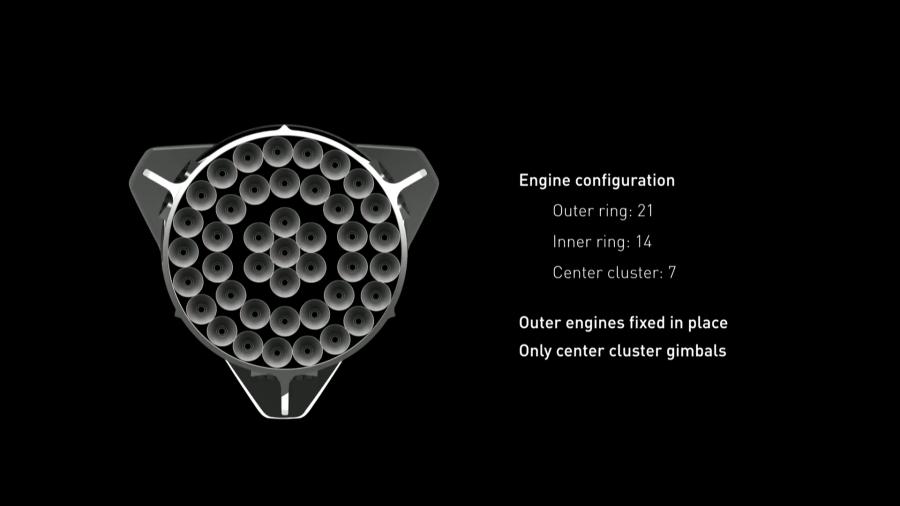 Engine configuration
Outer ring: 21
Inner ring: 14
Center cluster: 7
Outer engines fixed in place
Only center cluster gimbals